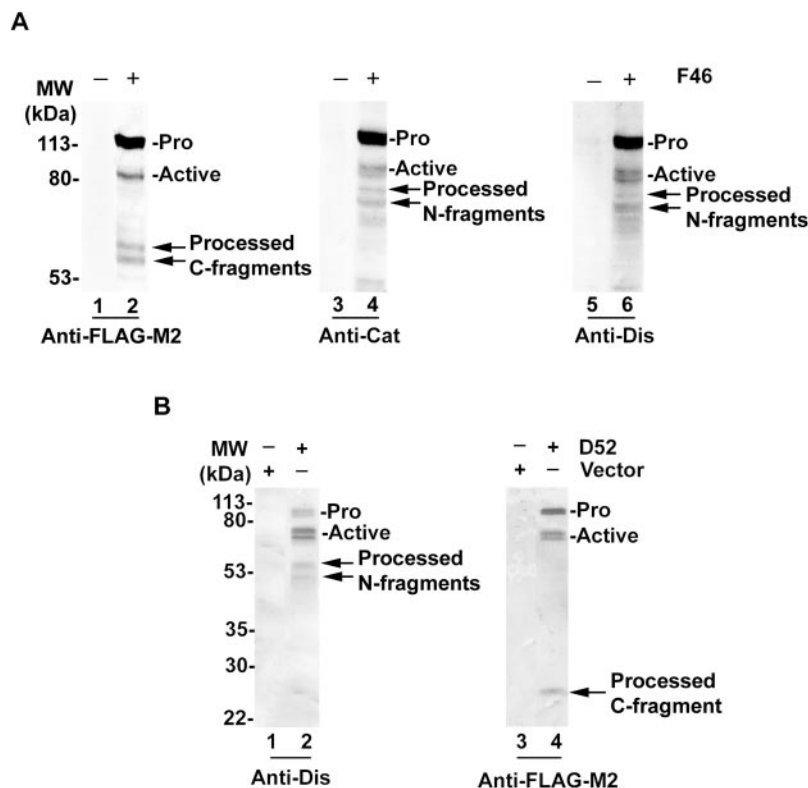 A
MW
(kDa)
– + – + – + F46
113- -Pro -Pro -Pro
80- -Active -Active -Active
Processed Processed
N-fragments N-fragments
Processed
C-fragments
53-
1 2 3 4 5 6
Anti-FLAG-M2 Anti-Cat Anti-Dis
B
MW – + – + D52
(kDa) + – + – Vector
113- -Pro -Pro
80- -Active -Active
Processed
53- N-fragments
35-
30-
Processed
C-fragment
22-
1 2 3 4
Anti-Dis Anti-FLAG-M2